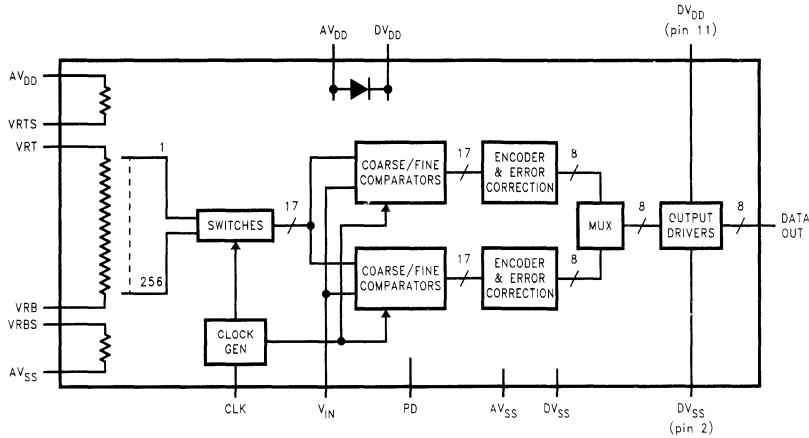 AVDD DVDD
DVDD
(pin 11)
AVDD
VRTS
VRT
1
256
VRB
VRBS
AVSS
SWITCHES
17
COARSE/FINE
COMPARATORS
17
ENCODER
& ERROR
CORRECTION
8
COARSE/FINE
COMPARATORS
17
ENCODER
& ERROR
CORRECTION
8
MUX
8
OUTPUT
DRIVERS
8
DATA
OUT
CLOCK
GEN
CLK
VIN
PD
AVSS
DVSS
DVSS
(pin 2)